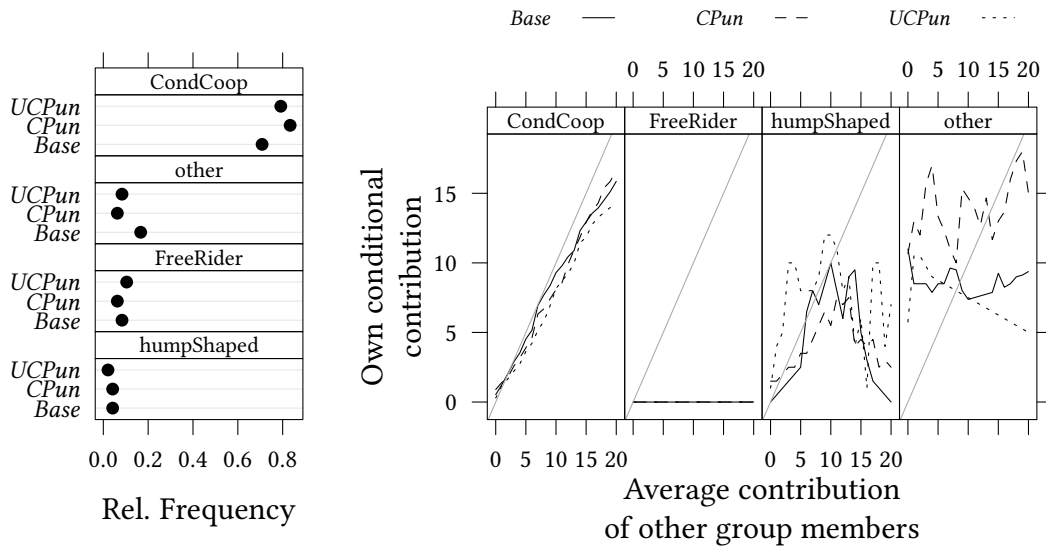 CondCoop
UCPun
CPun
Base
other
UCPun
CPun
Base
FreeRider
UCPun
CPun
Base
humpShaped
UCPun
CPun
Base
0.0 0.2 0.4 0.6 0.8
Rel. Frequency
Base CPun UCPun
0 5 10 15 20 0 5 10 15 20
CondCoop FreeRider humpShaped other
Own conditional
contribution
15
10
5
0
0 5 10 15 20 0 5 10 15 20
Average contribution
of other group members